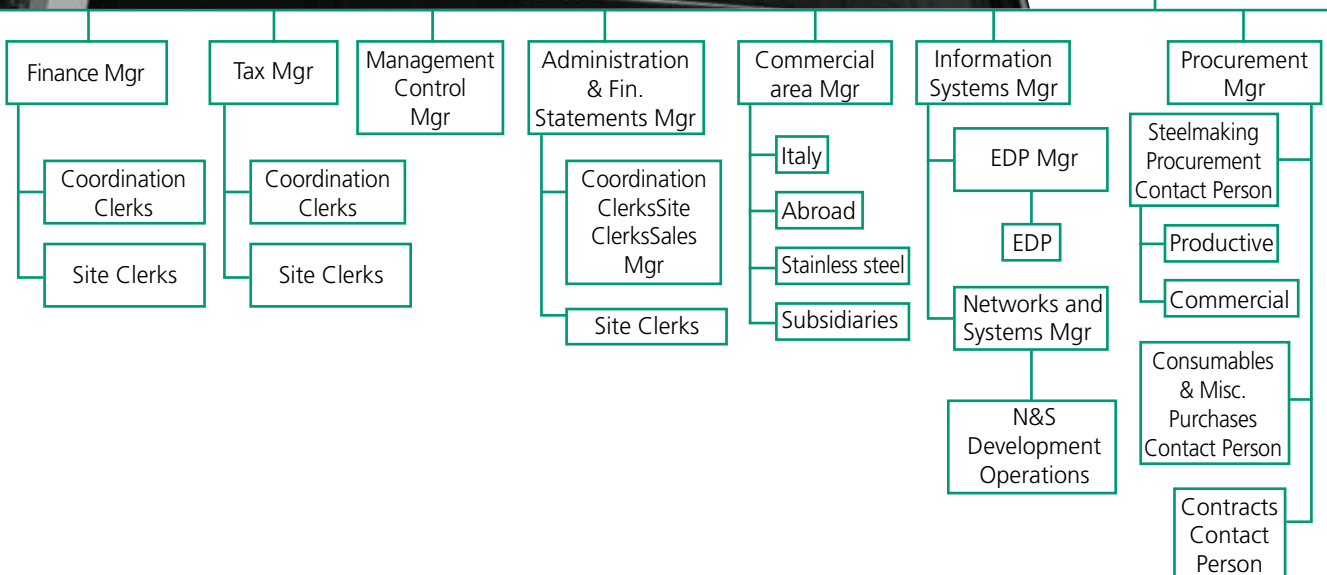 Finance Mgr
Coordination
Clerks
Site Clerks
Tax Mgr
Coordination
Clerks
Site Clerks
Management
Control
Mgr
Administration
& Fin.
Statements Mgr
Coordination
ClerksSite
ClerksSales
Mgr
Site Clerks
Commercial
area Mgr
Italy
Abroad
Stainless steel
Subsidiaries
Information
Systems Mgr
EDP Mgr
EDP
Networks and
Systems Mgr
N&S
Development
Operations
Procurement
Mgr
Steelmaking
Procurement
Contact Person
Productive
Commercial
Consumables
& Misc.
Purchases
Contact Person
Contracts
Contact
Person